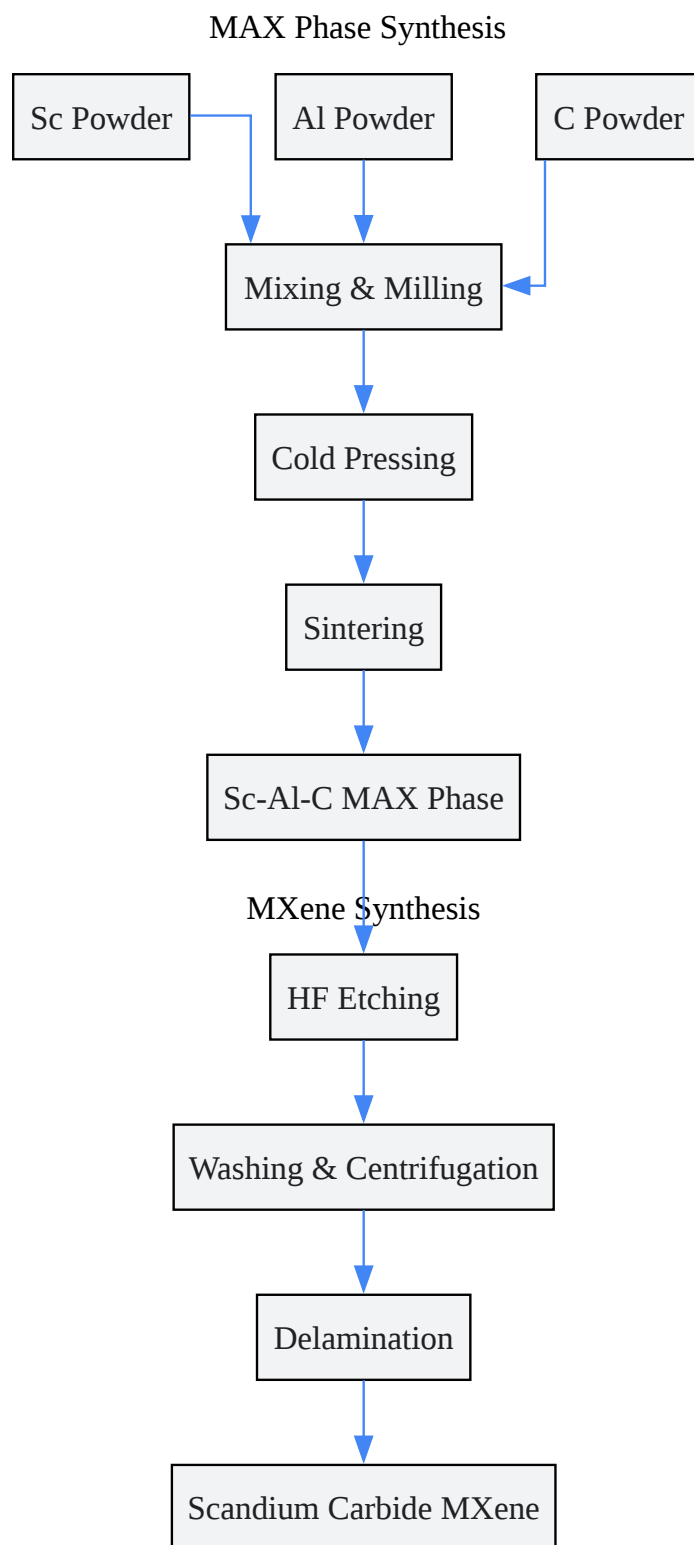 MAX Phase Synthesis
Sc Powder
Al Powder
C Powder
Mixing & Milling
Cold Pressing
Sintering
Sc-Al-C MAX Phase
MXene Synthesis
HF Etching
Washing & Centrifugation
Delamination
Scandium Carbide MXene